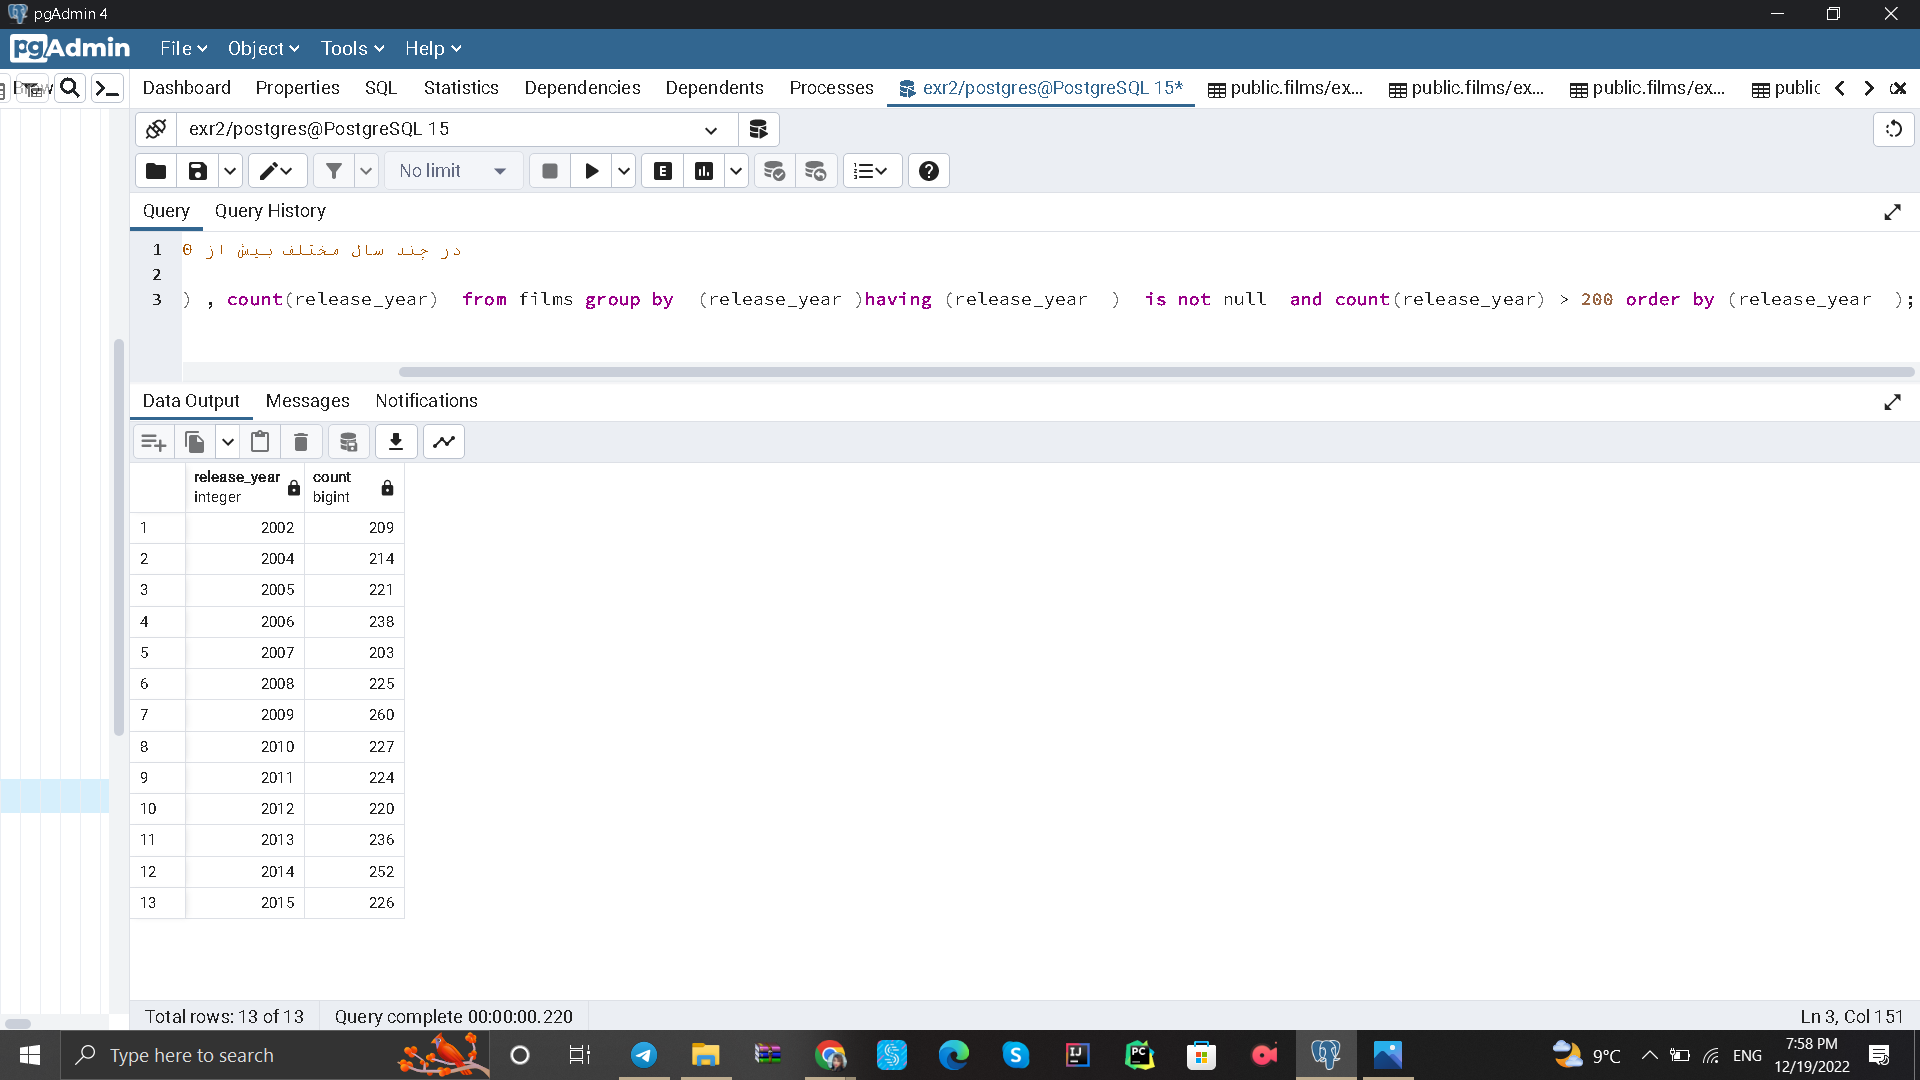 pgAdmin 4
pgAdmin File Object Tools Help
Dashboard Properties SQL Statistics Dependencies Dependents Processes exr2/postgres@PostgreSQL 15* public.films/ex... public.films/ex... public.films/ex... public
exr2/postgres@PostgreSQL 15
No limit E
Query Query History
1 در چند سال مختلف بیش از 0
2
3 ) , count(release_year) from films group by (release_year )having (release_year ) is not null and count(release_year) > 200 order by (release_year );
Data Output Messages Notifications
release_year integer count bigint
1 2002 209
2 2004 214
3 2005 221
4 2006 238
5 2007 203
6 2008 225
7 2009 260
8 2010 227
9 2011 224
10 2012 220
11 2013 236
12 2014 252
13 2015 226
Total rows: 13 of 13 Query complete 00:00:00.220 Ln 3, Col 151
Type here to search 9°C ENG 7:58 PM
12/19/2022